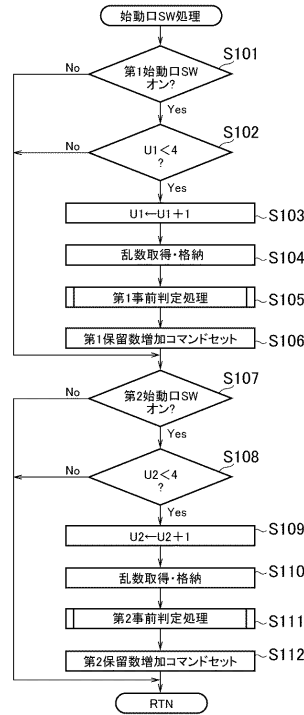 始動口SW処理
S101
第1始動口SW
オン?
No
Yes
S102
U1<4
?
No
Yes
U1←U1+1
S103
乱数取得・格納
S104
第1事前判定処理
S105
第1保留数増加コマンドセット
S106
S107
第2始動口SW
オン?
No
Yes
S108
U2<4
?
No
Yes
U2←U2+1
S109
乱数取得・格納
S110
第2事前判定処理
S111
第2保留数増加コマンドセット
S112
RTN